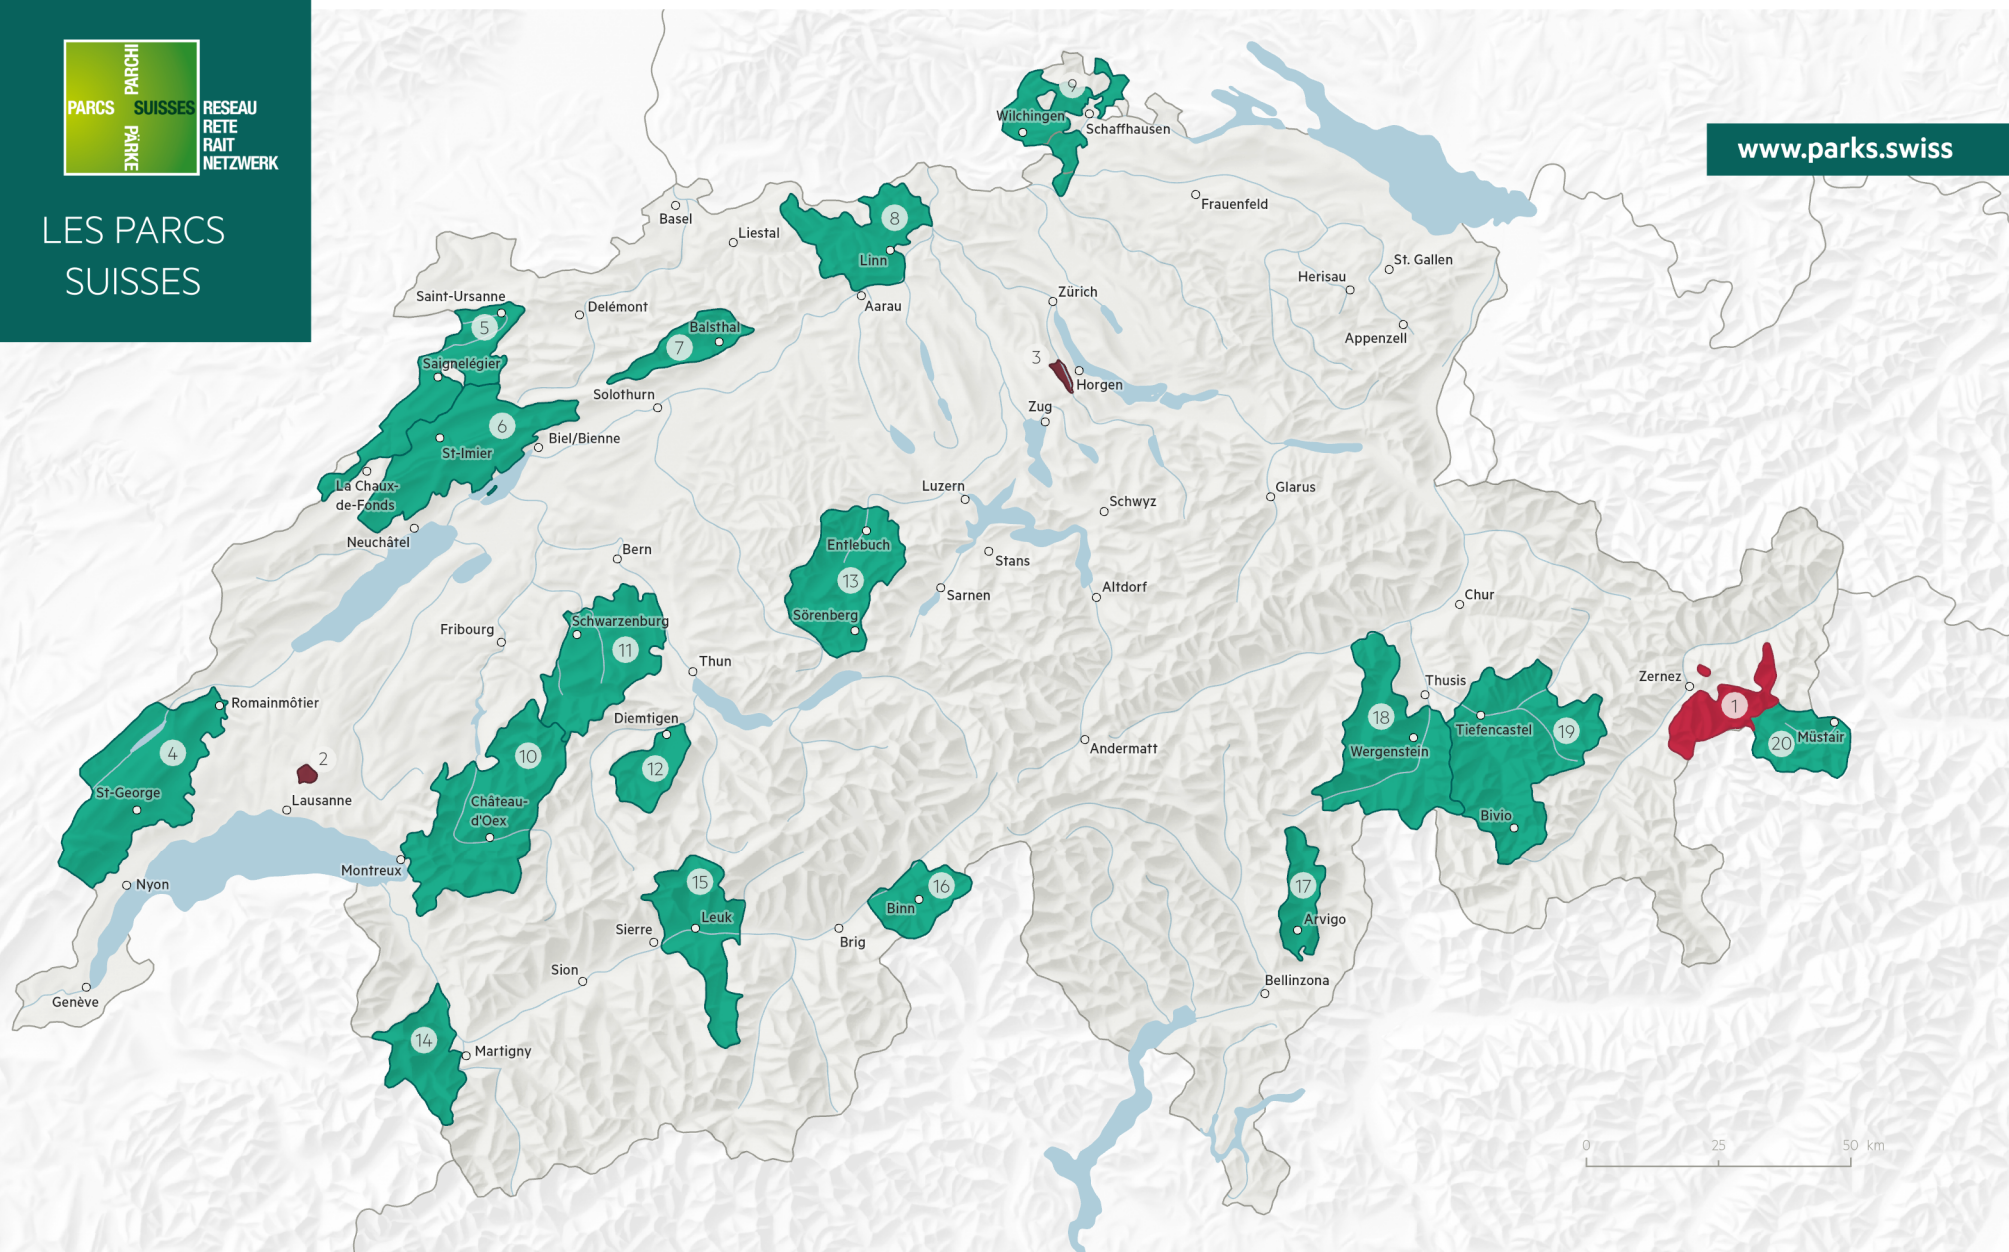 PARCHI
PARCS SUISSES
PÄRKE
RESEAU
RETE
RAIT
NETZWERK
LES PARCS
SUISSES
www.parks.swiss
9
Wilchingen
Schaffhausen
Basel
Liestal
8
Linn
Aarau
Frauenfeld
St. Gallen
Herisau
Appenzell
Zürich
3
Horgen
Zug
Saint-Ursanne
5
Delémont
Saignelégier
7
Balsthal
Solothurn
6
St-Imier
Biel/Bienne
La Chaux-
de-Fonds
Neuchâtel
Luzern
Schwyz
Glarus
Entlebuch
13
Sörenberg
Stans
Sarnen
Altdorf
Bern
Chur
Fribourg
Schwarzenburg
11
Thun
Romainmôtier
4
St-George
2
Lausanne
Diemtigen
12
10
Château-
d'Oex
Andermatt
Thusis
18
Wergenstein
Tiefencastel
19
Bivio
Zernez
1
20
Müstair
Montreux
Nyon
Genève
15
Leuk
Sierre
Sion
Brig
16
Binn
17
Arvigo
Bellinzona
14
Martigny
0 25 50 km